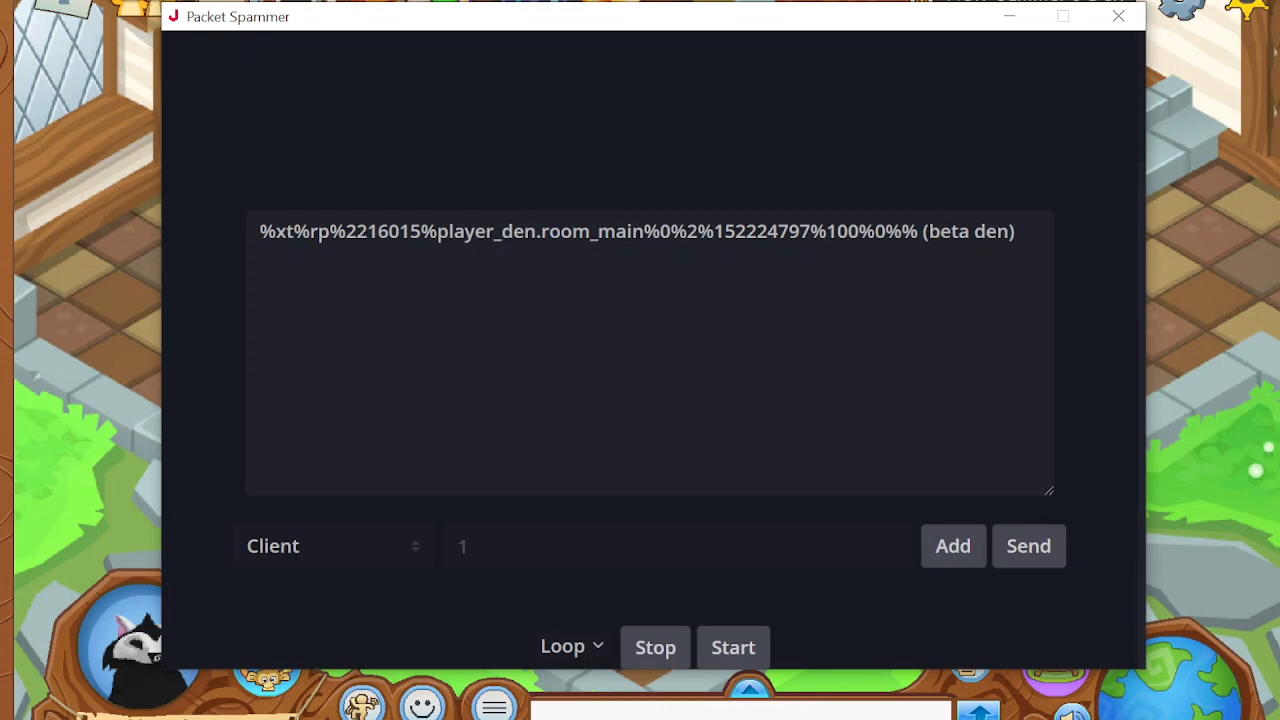 Packet Spammer
%xt%rp%2216015%player_den.room_main%0%2%152224797%100%0%% (beta den)
Client
1
Add
Send
Loop
Stop
Start